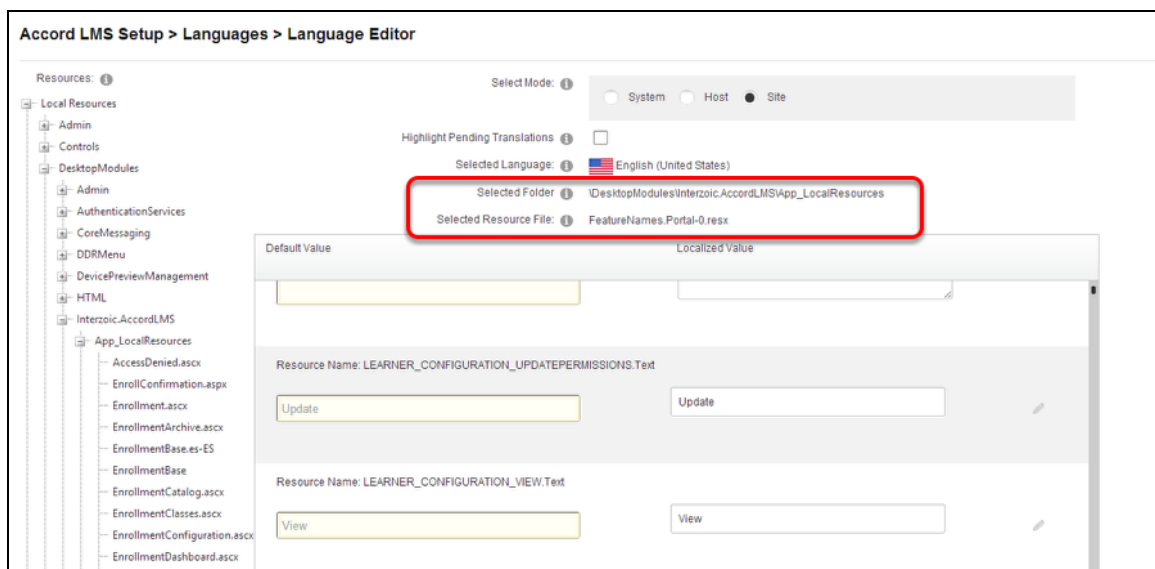 Accord LMS Setup > Languages > Language Editor
Resources:
Local Resources
Admin
Controls
DesktopModules
Admin
AuthenticationServices
CoreMessaging
DDRMenu
DevicePreviewManagement
HTML
Interzoic.AccordLMS
App_LocalResources
AccessDenied.ascx
EnrollConfirmation.aspx
Enrollment.ascx
EnrollmentArchive.ascx
EnrollmentBase.es-ES
EnrollmentBase
EnrollmentCatalog.ascx
EnrollmentClasses.ascx
EnrollmentConfiguration.ascx
EnrollmentDashboard.ascx
Select Mode:
System Host Site
Highlight Pending Translations
Selected Language: English (United States)
Selected Folder \DesktopModules\Interzoic.AccordLMS\App_LocalResources
Selected Resource File: FeatureNames.Portal-0.resx
Default Value Localized Value
Resource Name: LEARNER_CONFIGURATION_UPDATEPERMISSIONS.Text
Update Update
Resource Name: LEARNER_CONFIGURATION_VIEW.Text
View View